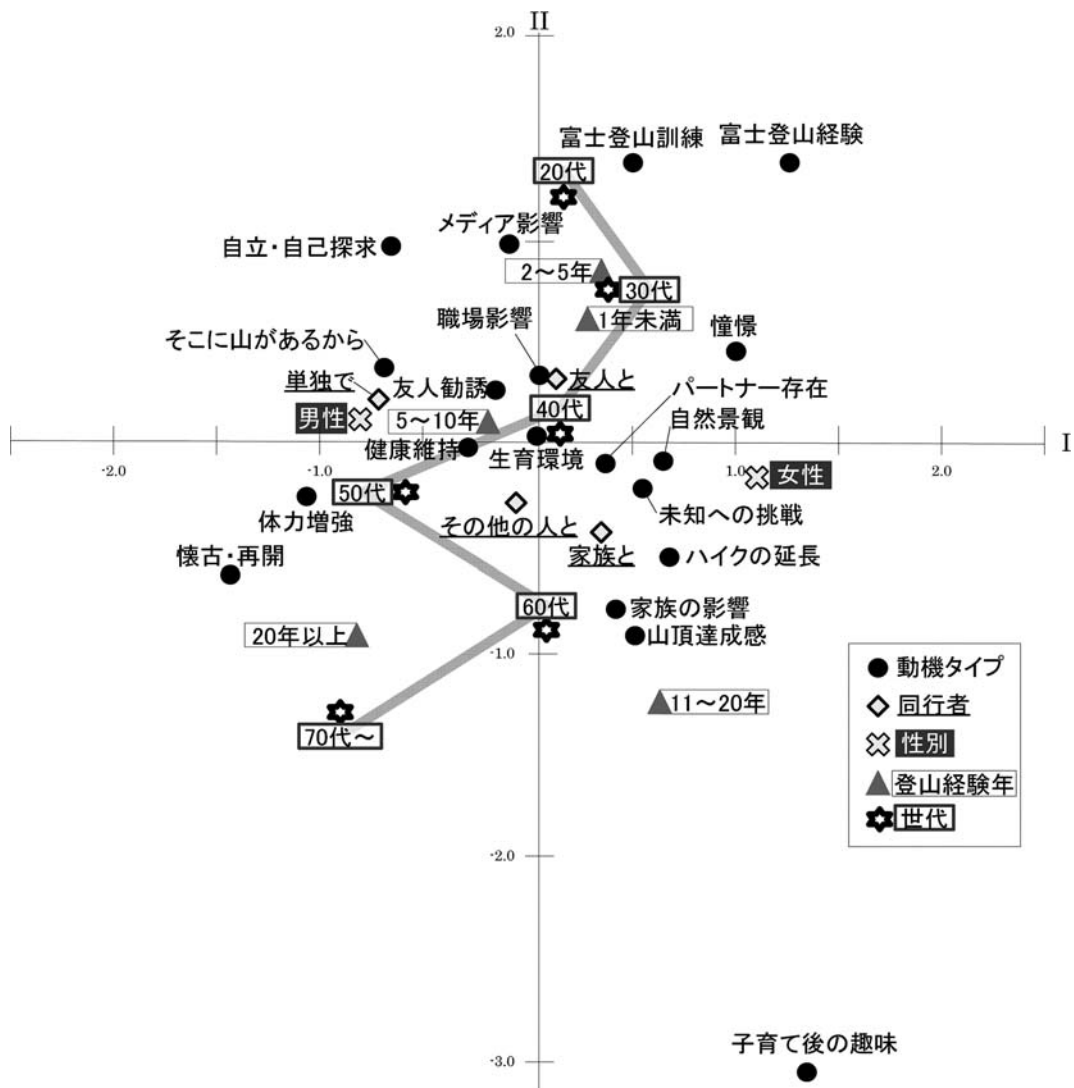 II
2.0
富士登山訓練
富士登山経験
20代
メディア影響
自立・自己探求
2～5年
30代
1年未満
職場影響
憧憬
そこに山があるから
単独で
友人勧誘
友人と
パートナー存在
40代
自然景観
男性
5～10年
I
健康維持
生育環境
-2.0
-1.0
1.0
2.0
女性
50代
体力増強
その他の人と
未知への挑戦
家族と
懐古・再開
ハイクの延長
60代
家族の影響
20年以上
山頂達成感
-1.0
11～20年
70代～
動機タイプ
同行者
性別
登山経験年
世代
-2.0
子育て後の趣味
-3.0